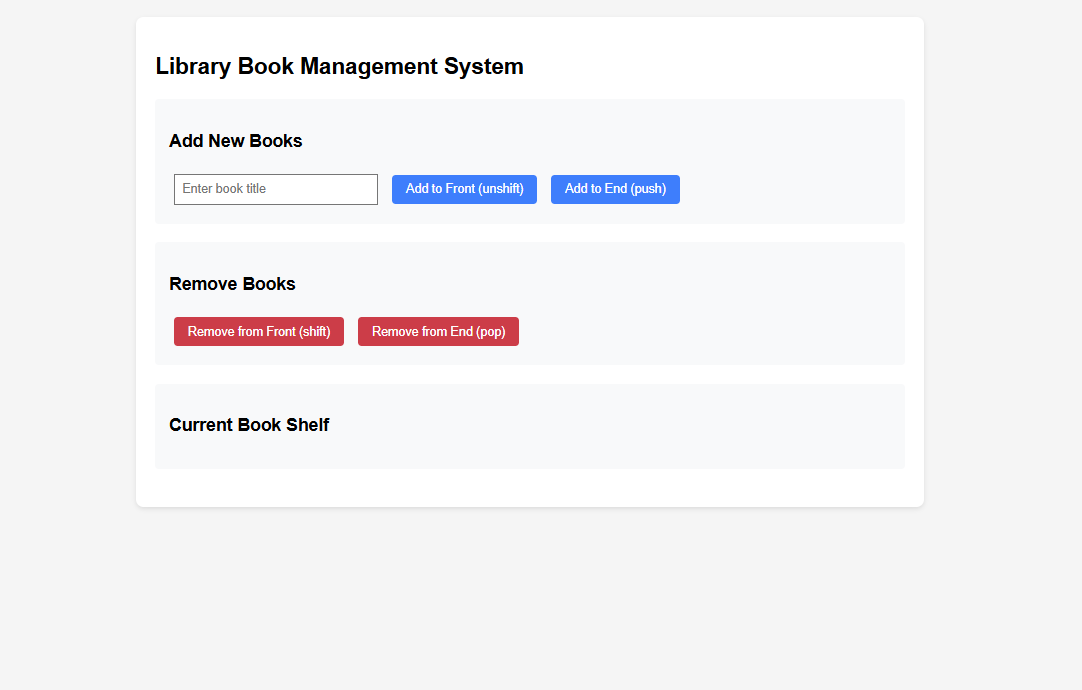 Library Book Management System
Add New Books
Enter book title
Add to Front (unshift)
Add to End (push)
Remove Books
Remove from Front (shift)
Remove from End (pop)
Current Book Shelf